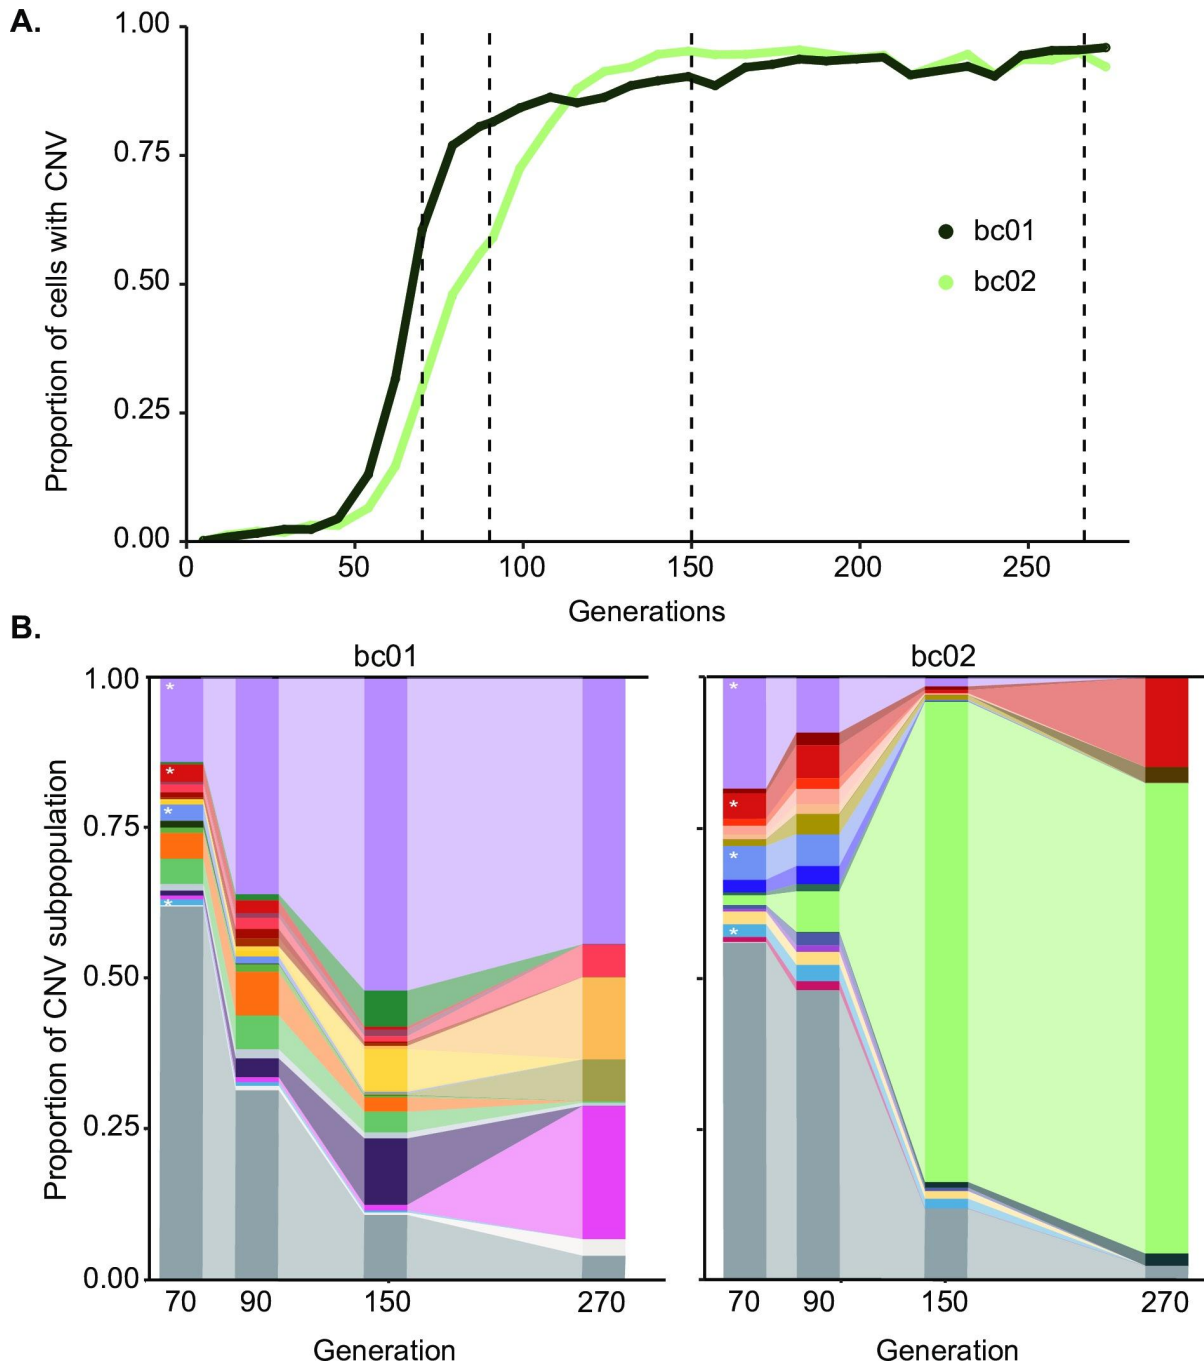 A.
1.00
0.75
0.50
0.25
0.00
Proportion of cells with CNV
bc01
bc02
0 50 100 150 200 250
Generations
B.
bc01 bc02
1.00
0.75
0.50
0.25
0.00
Proportion of CNV subpopulation
*
*
*
*
*
*
*
*
70 90 150 270 70 90 150 270
Generation Generation